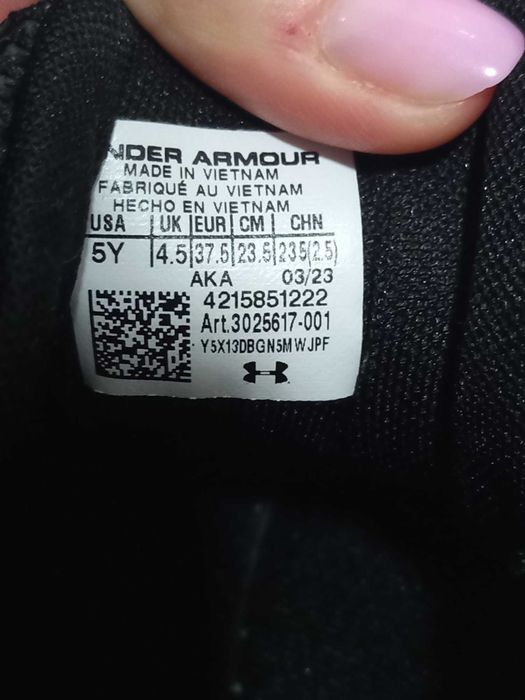 UNDER ARMOUR
MADE IN VIETNAM
FABRIQUÉ AU VIETNAM
HECHO EN VIETNAM
USA UK EUR CM CHN
5Y 4.5 37.5 23.5 235(2.5)
AKA 03/23
4215851222
Art.3025617-001
Y5X13DBGN5MWJPF